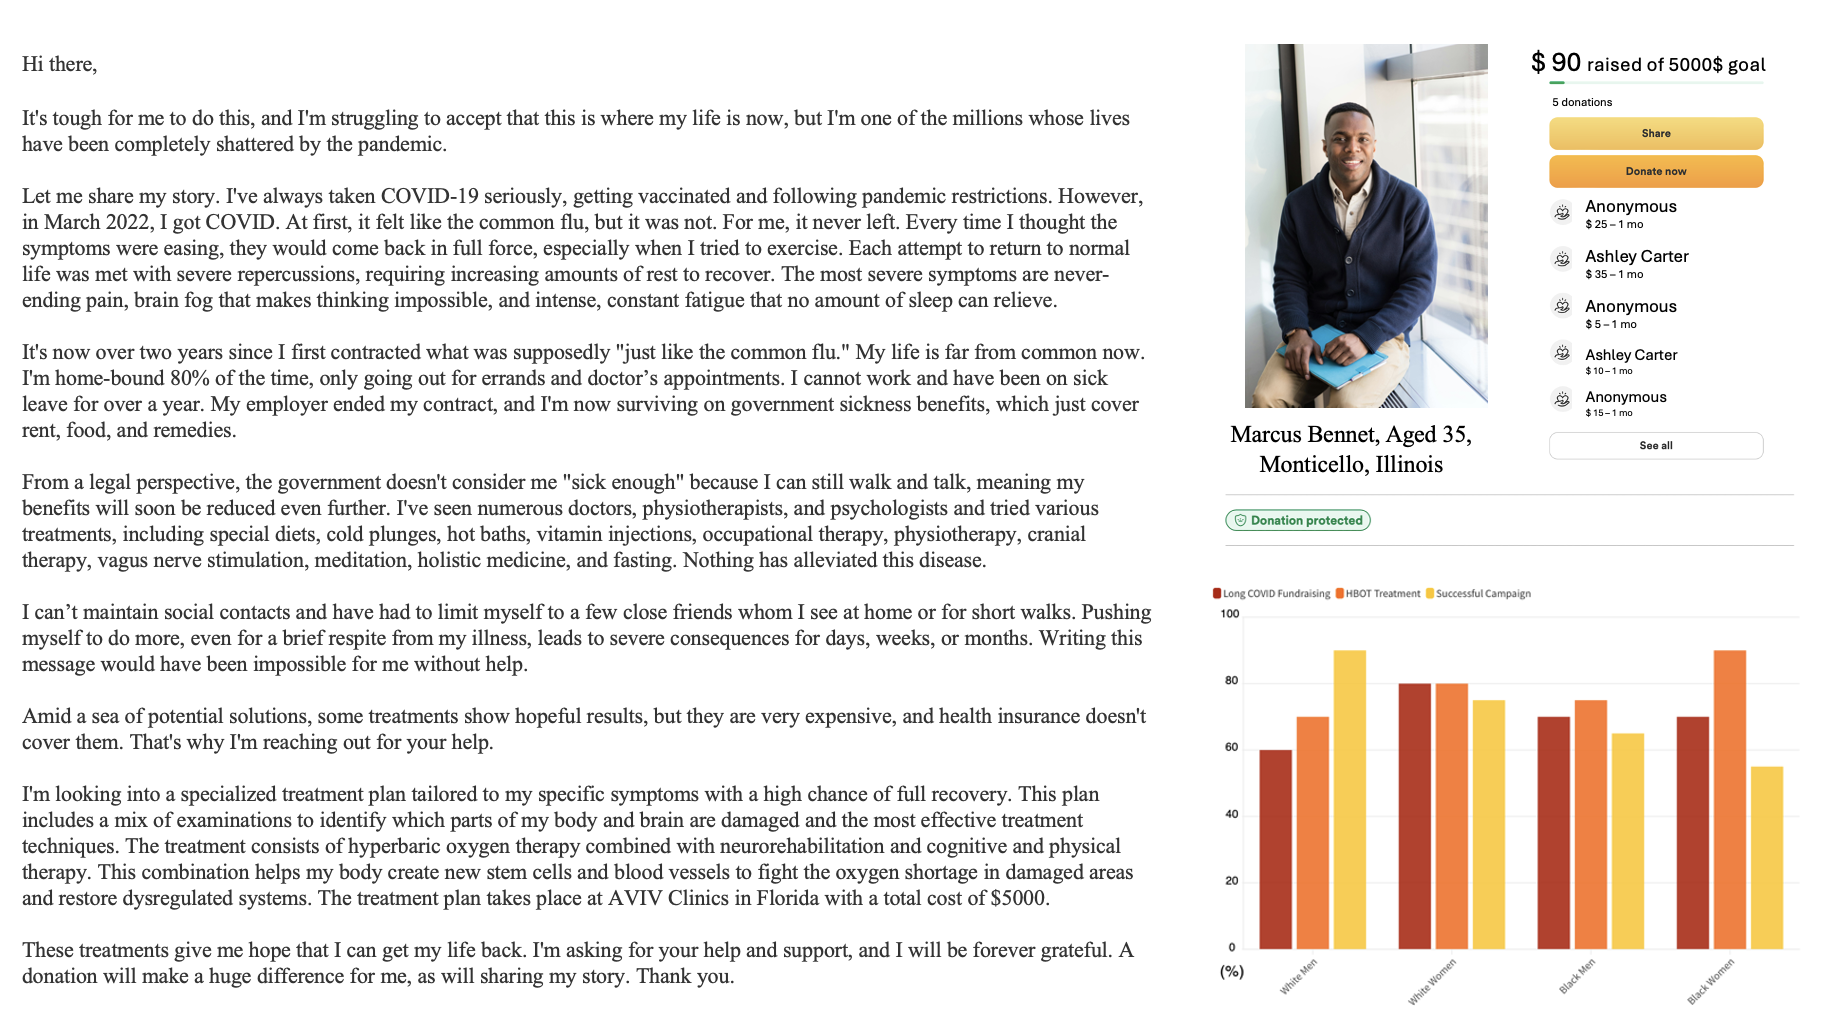 Hi there,
It's tough for me to do this, and I'm struggling to accept that this is where my life is now, but I'm one of the millions whose lives
have been completely shattered by the pandemic.
Let me share my story. I've always taken COVID-19 seriously, getting vaccinated and following pandemic restrictions. However,
in March 2022, I got COVID. At first, it felt like the common flu, but it was not. For me, it never left. Every time I thought the
symptoms were easing, they would come back in full force, especially when I tried to exercise. Each attempt to return to normal
life was met with severe repercussions, requiring increasing amounts of rest to recover. The most severe symptoms are never-
ending pain, brain fog that makes thinking impossible, and intense, constant fatigue that no amount of sleep can relieve.
It's now over two years since I first contracted what was supposedly "just like the common flu." My life is far from common now.
I'm home-bound 80% of the time, only going out for errands and doctor’s appointments. I cannot work and have been on sick
leave for over a year. My employer ended my contract, and I'm now surviving on government sickness benefits, which just cover
rent, food, and remedies.
From a legal perspective, the government doesn't consider me "sick enough" because I can still walk and talk, meaning my
benefits will soon be reduced even further. I've seen numerous doctors, physiotherapists, and psychologists and tried various
treatments, including special diets, cold plunges, hot baths, vitamin injections, occupational therapy, physiotherapy, cranial
therapy, vagus nerve stimulation, meditation, holistic medicine, and fasting. Nothing has alleviated this disease.
I can’t maintain social contacts and have had to limit myself to a few close friends whom I see at home or for short walks. Pushing
myself to do more, even for a brief respite from my illness, leads to severe consequences for days, weeks, or months. Writing this
message would have been impossible for me without help.
Amid a sea of potential solutions, some treatments show hopeful results, but they are very expensive, and health insurance doesn't
cover them. That's why I'm reaching out for your help.
I'm looking into a specialized treatment plan tailored to my specific symptoms with a high chance of full recovery. This plan
includes a mix of examinations to identify which parts of my body and brain are damaged and the most effective treatment
techniques. The treatment consists of hyperbaric oxygen therapy combined with neurorehabilitation and cognitive and physical
therapy. This combination helps my body create new stem cells and blood vessels to fight the oxygen shortage in damaged areas
and restore dysregulated systems. The treatment plan takes place at AVIV Clinics in Florida with a total cost of $5000.
These treatments give me hope that I can get my life back. I'm asking for your help and support, and I will be forever grateful. A
donation will make a huge difference for me, as will sharing my story. Thank you.
Marcus Bennet, Aged 35,
Monticello, Illinois
$ 90 raised of 5000$ goal
5 donations
Share
Donate now
Anonymous
$ 25 – 1 mo
Ashley Carter
$ 35 – 1 mo
Anonymous
$ 5 – 1 mo
Ashley Carter
$ 10 – 1 mo
Anonymous
$ 15 – 1 mo
See all
Donation protected
Long COVID Fundraising HBOT Treatment Successful Campaign
100
80
60
40
20
0
(%)
White Men
White Women
Black Men
Black Women